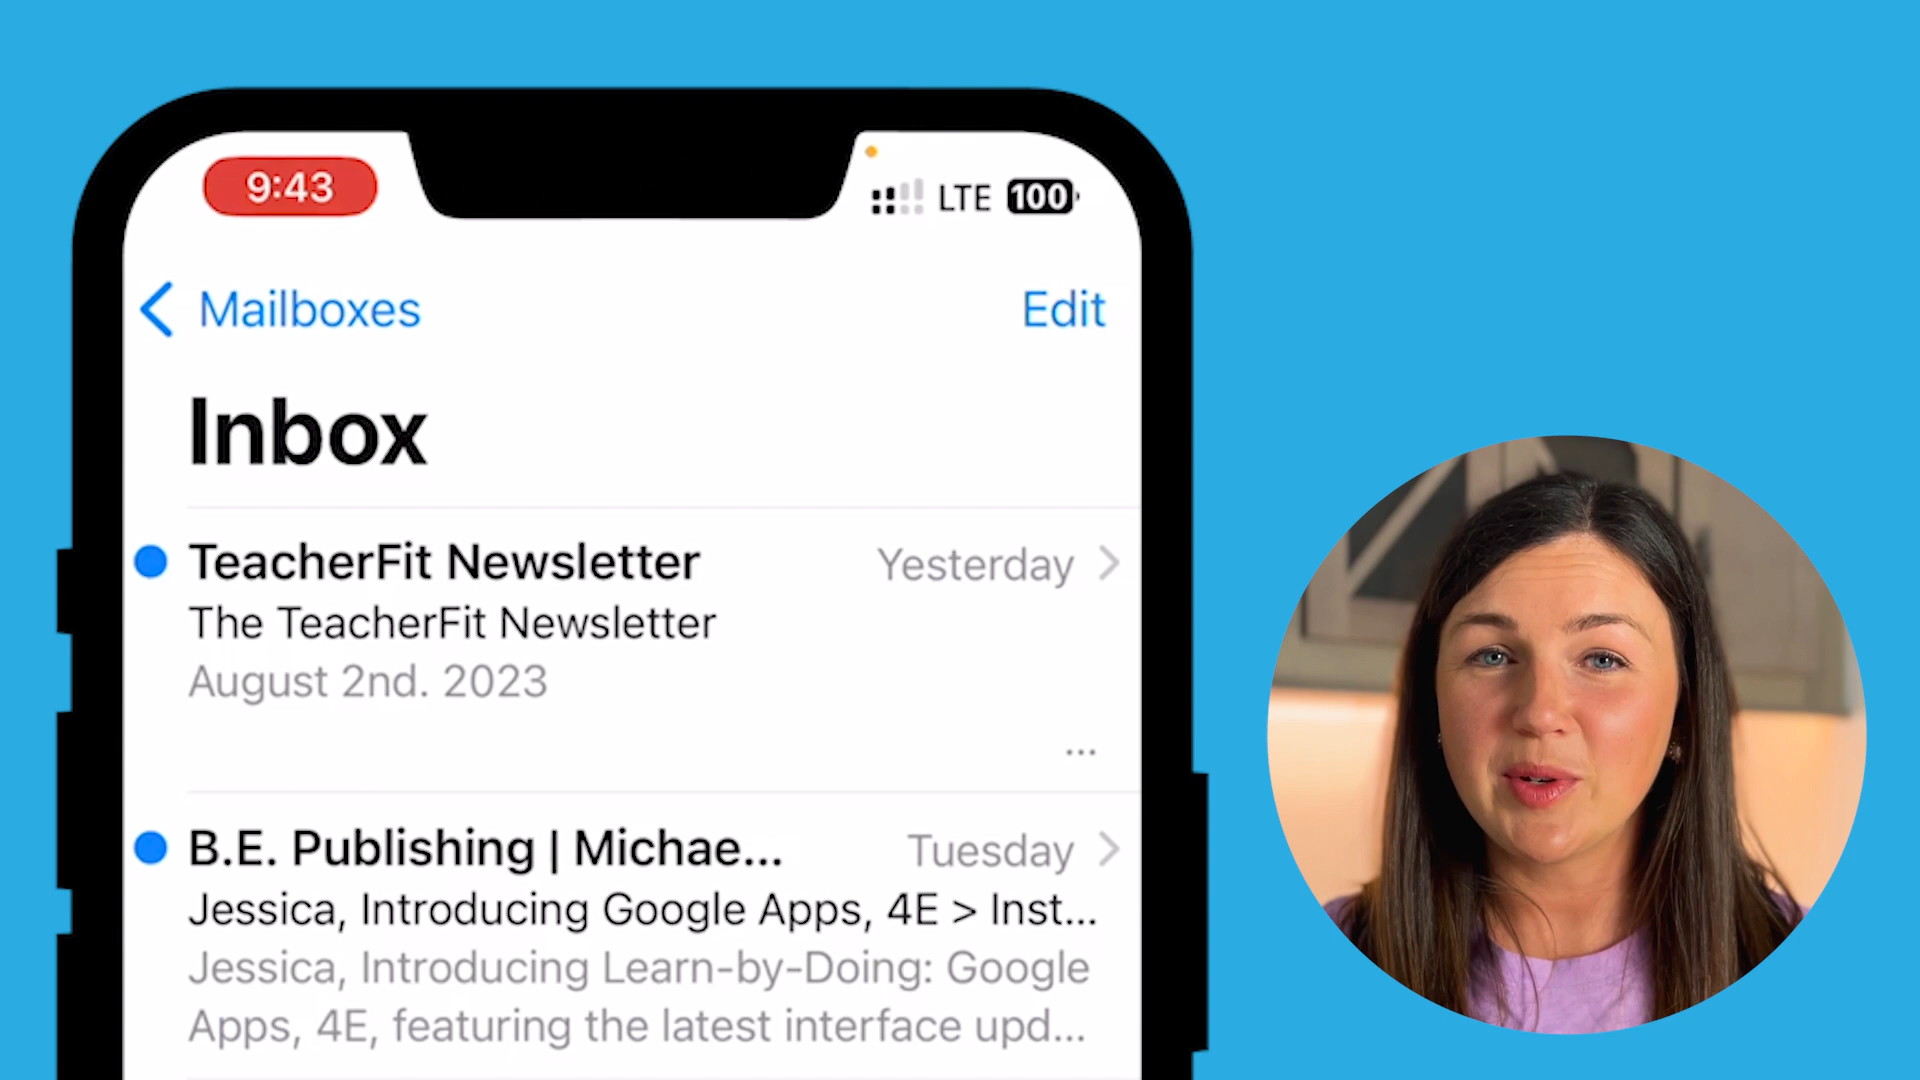 9:43
LTE 100
Mailboxes
Edit
Inbox
TeacherFit Newsletter
Yesterday
The TeacherFit Newsletter
August 2nd. 2023
...
B.E. Publishing | Michae...
Tuesday
Jessica, Introducing Google Apps, 4E > Inst...
Jessica, Introducing Learn-by-Doing: Google
Apps, 4E, featuring the latest interface upd...